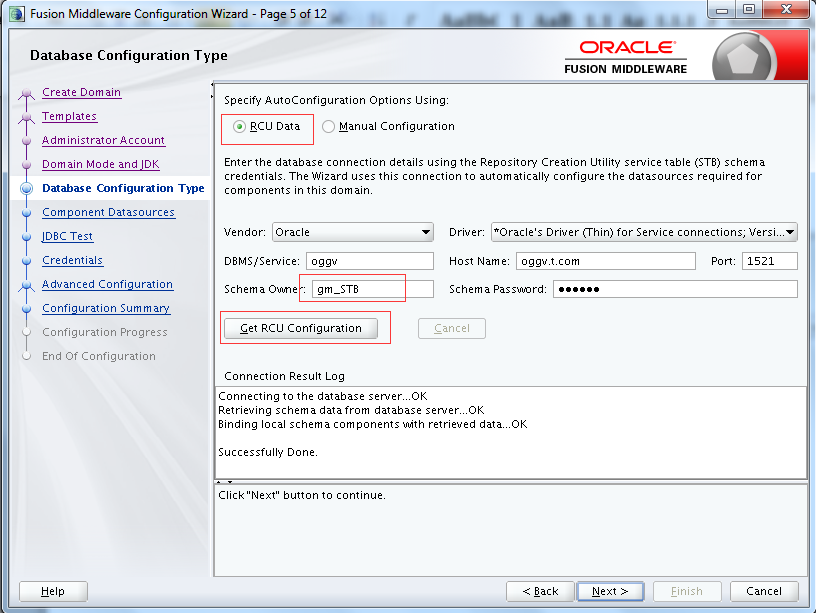 Fusion Middleware Configuration Wizard - Page 5 of 12
Database Configuration Type
ORACLE
FUSION MIDDLEWARE
Create Domain
Templates
Administrator Account
Domain Mode and JDK
Database Configuration Type
Component Datasources
JDBC Test
Credentials
Advanced Configuration
Configuration Summary
Configuration Progress
End Of Configuration
Specify AutoConfiguration Options Using:
RCU Data Manual Configuration
Enter the database connection details using the Repository Creation Utility service table (STB) schema
credentials. The Wizard uses this connection to automatically configure the datasources required for
components in this domain.
Vendor: Oracle Driver: *Oracle's Driver (Thin) for Service connections; Versi...
DBMS/Service: oggv Host Name: oggv.t.com Port: 1521
Schema Owner: gm_STB Schema Password: ●●●●●●
Get RCU Configuration Cancel
Connection Result Log
Connecting to the database server...OK
Retrieving schema data from database server...OK
Binding local schema components with retrieved data...OK
Successfully Done.
Click "Next" button to continue.
Help < Back Next > Finish Cancel